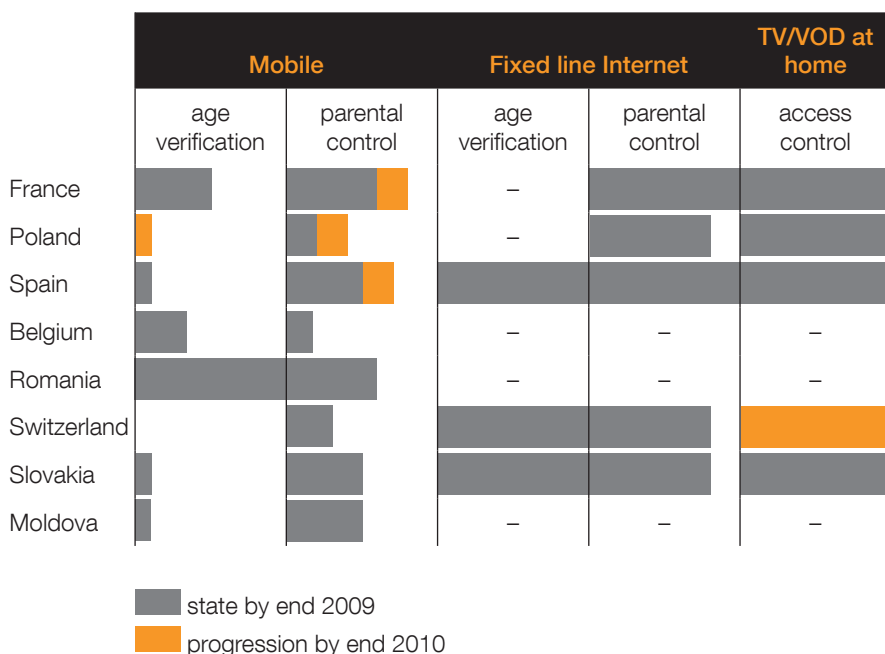 Mobile Fixed line Internet TV/VOD at
home
age
verification
parental
control
age
verification
parental
control
access
control
France –
Poland –
Spain
Belgium – – –
Romania – – –
Switzerland
Slovakia
Moldova – – –
state by end 2009
progression by end 2010